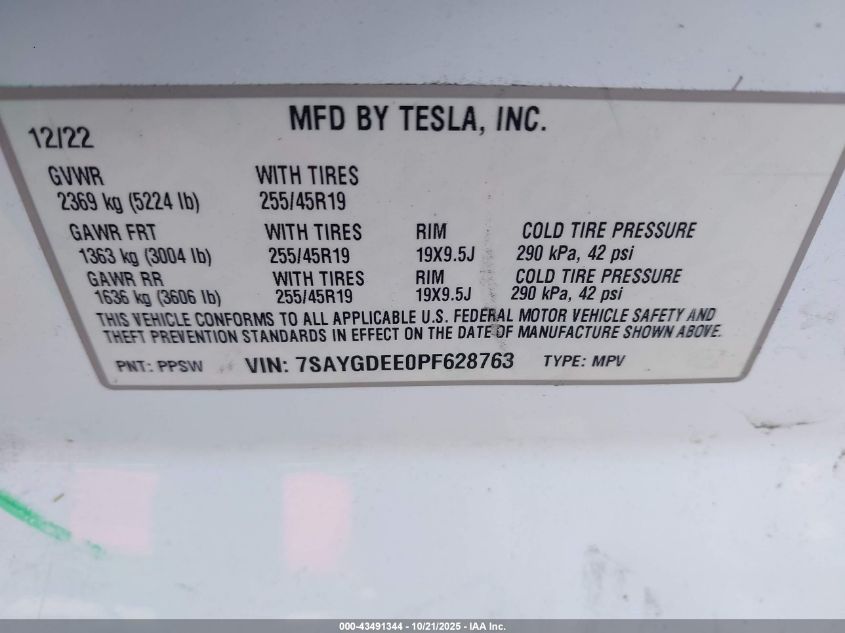 MFD BY TESLA, INC.
12/22
GVWR WITH TIRES
2369 kg (5224 lb) 255/45R19
GAWR FRT WITH TIRES RIM COLD TIRE PRESSURE
1363 kg (3004 lb) 255/45R19 19X9.5J 290 kPa, 42 psi
GAWR RR WITH TIRES RIM COLD TIRE PRESSURE
1636 kg (3606 lb) 255/45R19 19X9.5J 290 kPa, 42 psi
THIS VEHICLE CONFORMS TO ALL APPLICABLE U.S. FEDERAL MOTOR VEHICLE SAFETY AND
THEFT PREVENTION STANDARDS IN EFFECT ON THE DATE OF MANUFACTURE SHOWN ABOVE.
PNT: PPSW VIN: 7SAYGDEE0PF628763 TYPE: MPV
000-43491344 - 10/21/2025 - IAA Inc.